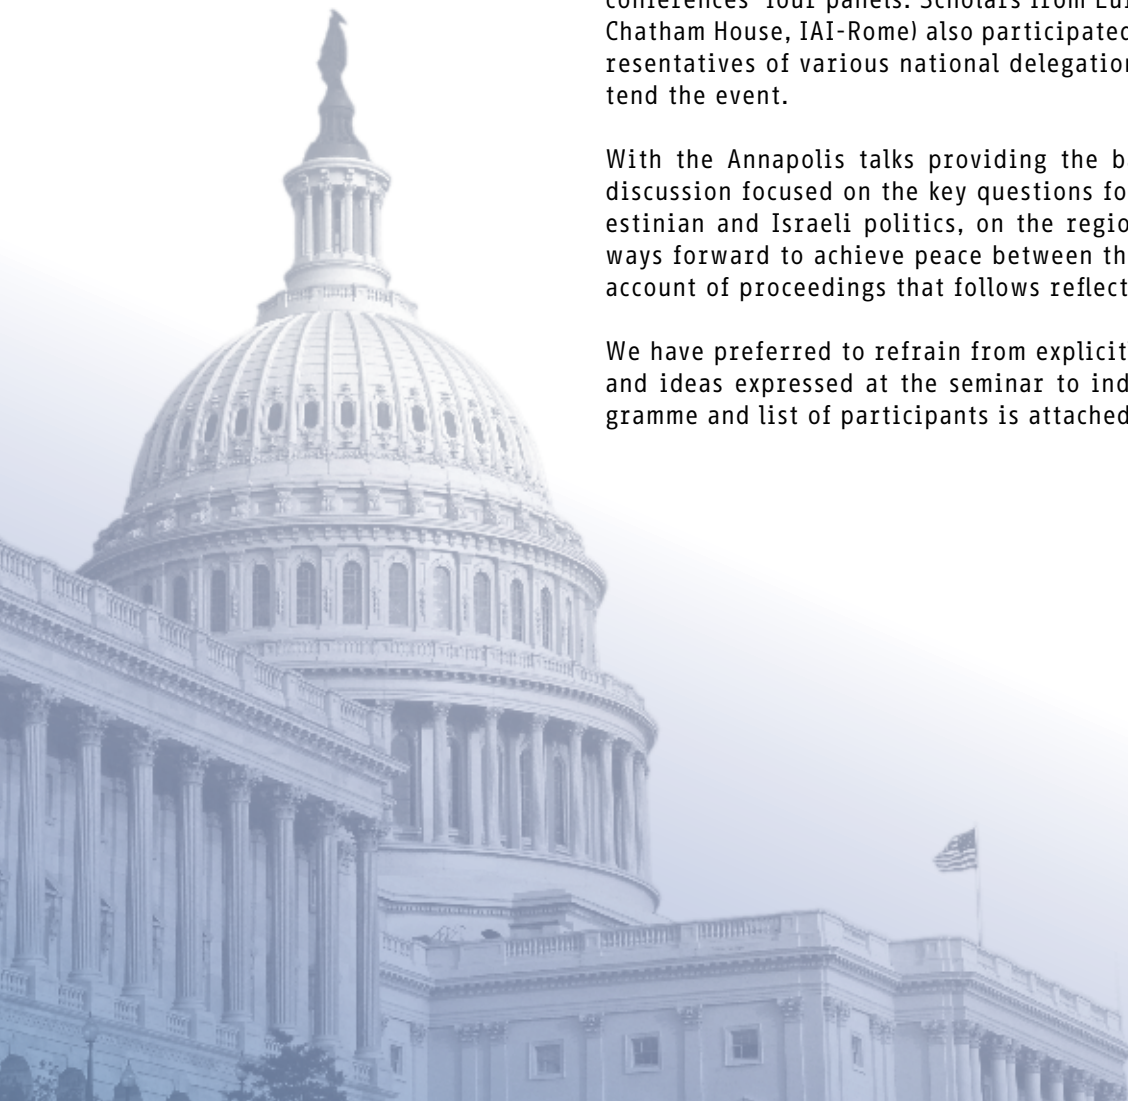 conferences' four panels. Scholars from
Chatham House, IAI-Rome) also participated
resentatives of various national delegation
tend the event.
With the Annapolis talks providing the b
discussion focused on the key questions fo
estinian and Israeli politics, on the regio
ways forward to achieve peace between th
account of proceedings that follows reflect
We have preferred to refrain from explicit
and ideas expressed at the seminar to ind
gramme and list of participants is attached